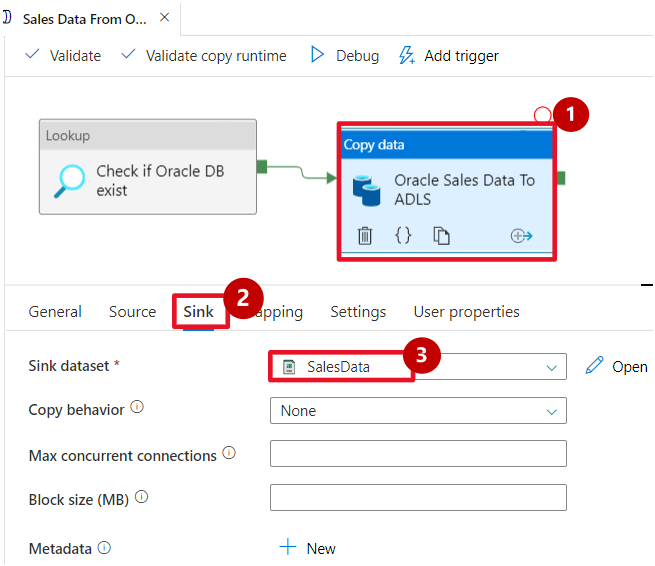 Sales Data From O...
Validate Validate copy runtime Debug Add trigger
1
Lookup
Check if Oracle DB
exist
Copy data
Oracle Sales Data To
ADLS
{}
2
General Source Sink apping Settings User properties
3
Sink dataset * SalesData Open
Copy behavior None
Max concurrent connections
Block size (MB)
Metadata New